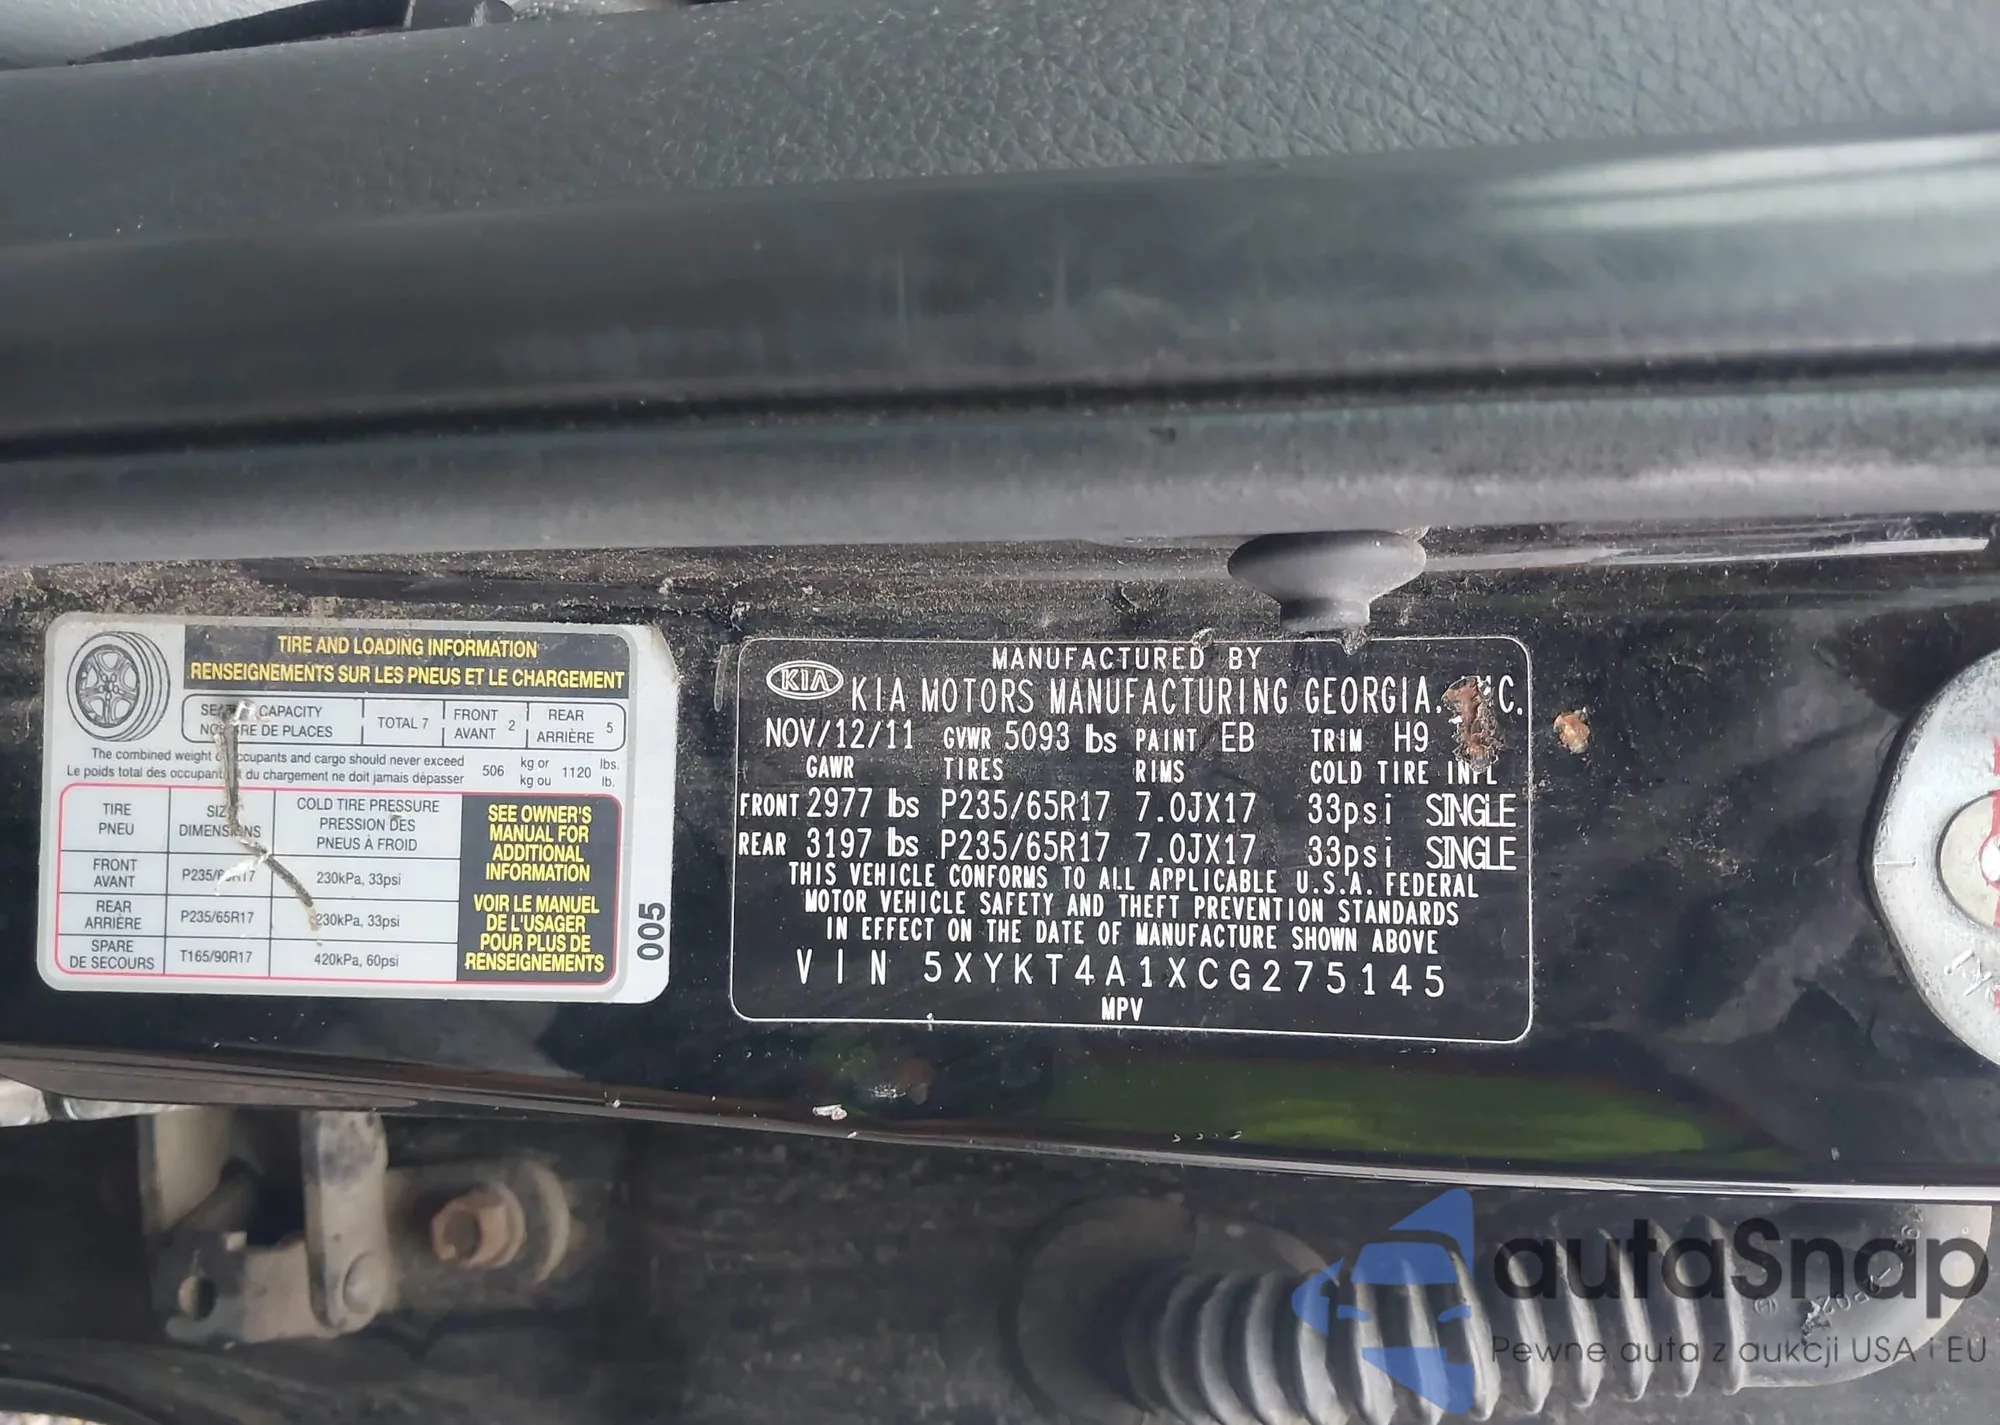 TIRE AND LOADING INFORMATION
RENSEIGNEMENTS SUR LES PNEUS ET LE CHARGEMENT
CAPACITY
DE PLACES
TOTAL 7
FRONT
AVANT 2
REAR
ARRIÈRE 5
The combined weight of occupants and cargo should never exceed
Le poids total des occupants et du chargement ne doit jamais dépasser
506 kg or 1120 lbs.
kg ou lb.
TIRE
PNEU
SIZE
DIMENSIONS
COLD TIRE PRESSURE
PRESSION DES
PNEUS À FROID
FRONT
AVANT
P235/65R17
230kPa, 33psi
REAR
ARRIÈRE
P235/65R17
230kPa, 33psi
SPARE
DE SECOURS
T165/90R17
420kPa, 60psi
SEE OWNER'S
MANUAL FOR
ADDITIONAL
INFORMATION
VOIR LE MANUEL
DE L'USAGER
POUR PLUS DE
RENSEIGNEMENTS
005
MANUFACTURED BY
KIA KIA MOTORS MANUFACTURING GEORGIA. INC.
NOV/12/11 GVWR 5093 lbs PAINT EB TRIM H9
GAWR TIRES RIMS COLD TIRE INFL
FRONT 2977 lbs P235/65R17 7.0JX17 33psi SINGLE
REAR 3197 lbs P235/65R17 7.0JX17 33psi SINGLE
THIS VEHICLE CONFORMS TO ALL APPLICABLE U.S.A. FEDERAL
MOTOR VEHICLE SAFETY AND THEFT PREVENTION STANDARDS
IN EFFECT ON THE DATE OF MANUFACTURE SHOWN ABOVE
VIN 5XYKT4A1XCG275145
MPV
autaSnap
Pewne auta z aukcji USA i EU